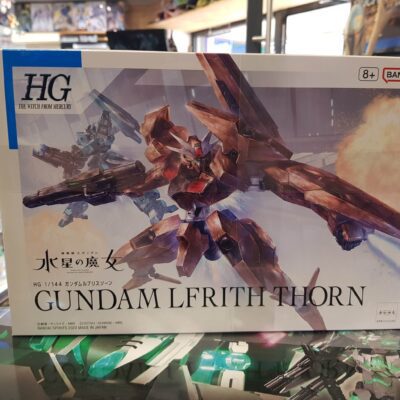 HG
THE WITCH FROM MERCURY
8+
BAN
機動戦士ガンダム
水星の魔女
HG 1/144 ガンダムルブリスソーン
GUNDAM LFRITH THORN